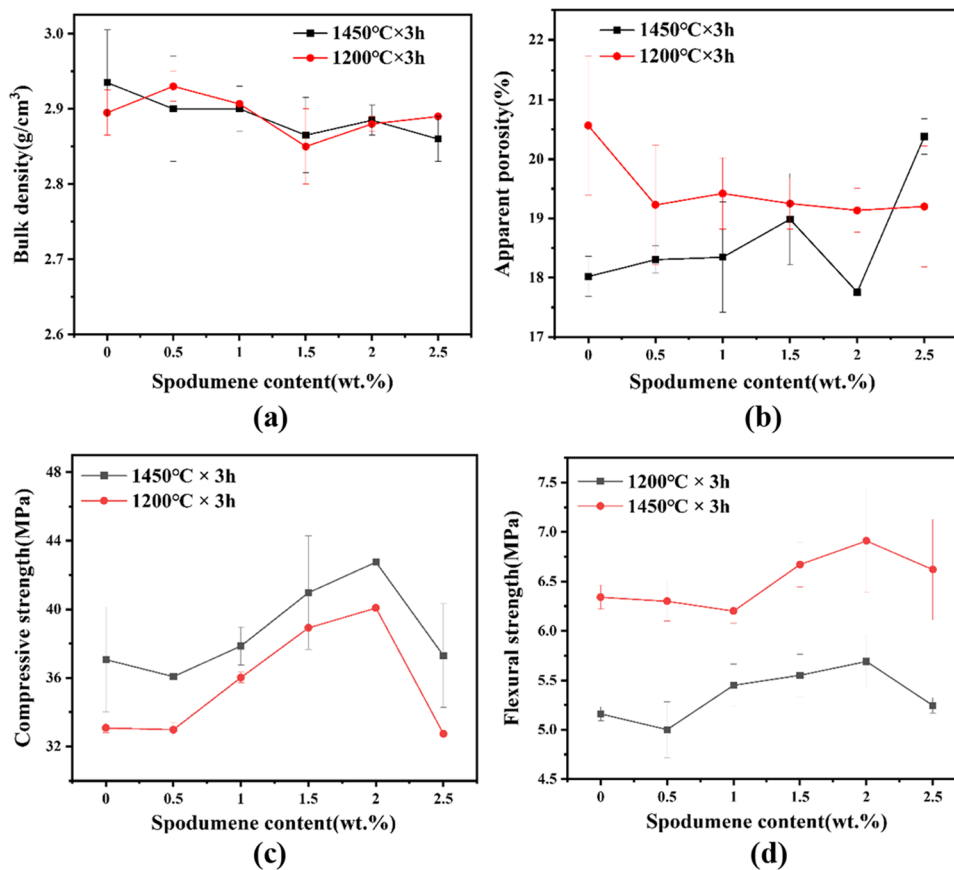 1450℃×3h
1200℃×3h
3.0
2.9
2.8
2.7
2.6
Bulk density(g/cm³)
0 0.5 1 1.5 2 2.5
Spodumene content(wt.%)
(a)
1450℃×3h
1200℃×3h
22
21
20
19
18
17
Apparent porosity(%)
0 0.5 1 1.5 2 2.5
Spodumene content(wt.%)
(b)
1450℃ × 3h
1200℃ × 3h
48
44
40
36
32
Compressive strength(MPa)
0 0.5 1 1.5 2 2.5
Spodumene content(wt.%)
(c)
1200℃ × 3h
1450℃ × 3h
7.5
7.0
6.5
6.0
5.5
5.0
4.5
Flexural strength(MPa)
0 0.5 1 1.5 2 2.5
Spodumene content(wt.%)
(d)